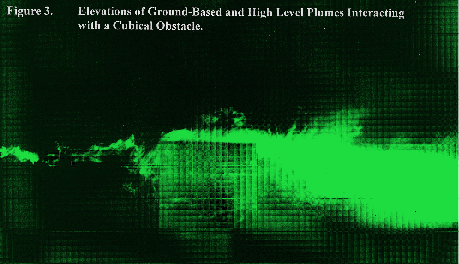 Figure 3. Elevations of Ground-Based and High Level Plumes Interacting
with a Cubical Obstacle.